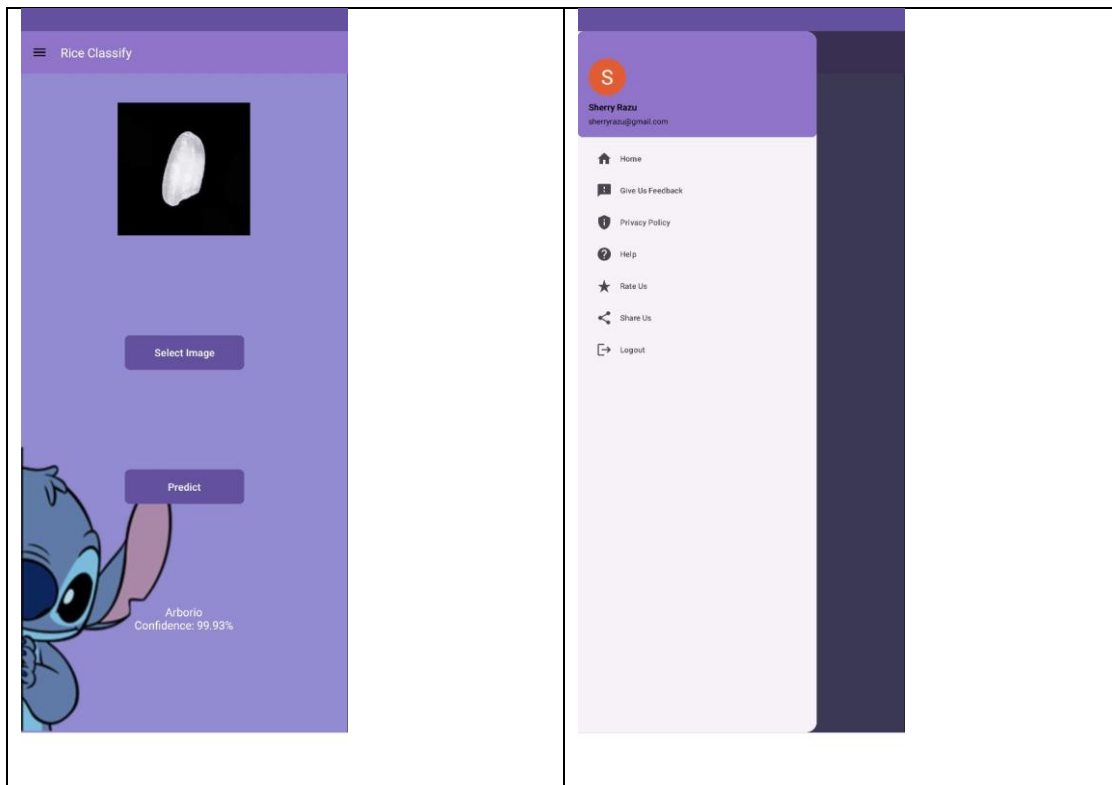 Rice Classify
Select Image
Predict
Arborio
Confidence: 99.93%
S
Sherry Razu
sherryrazu@gmail.com
Home
Give Us Feedback
Privacy Policy
Help
Rate Us
Share Us
Logout